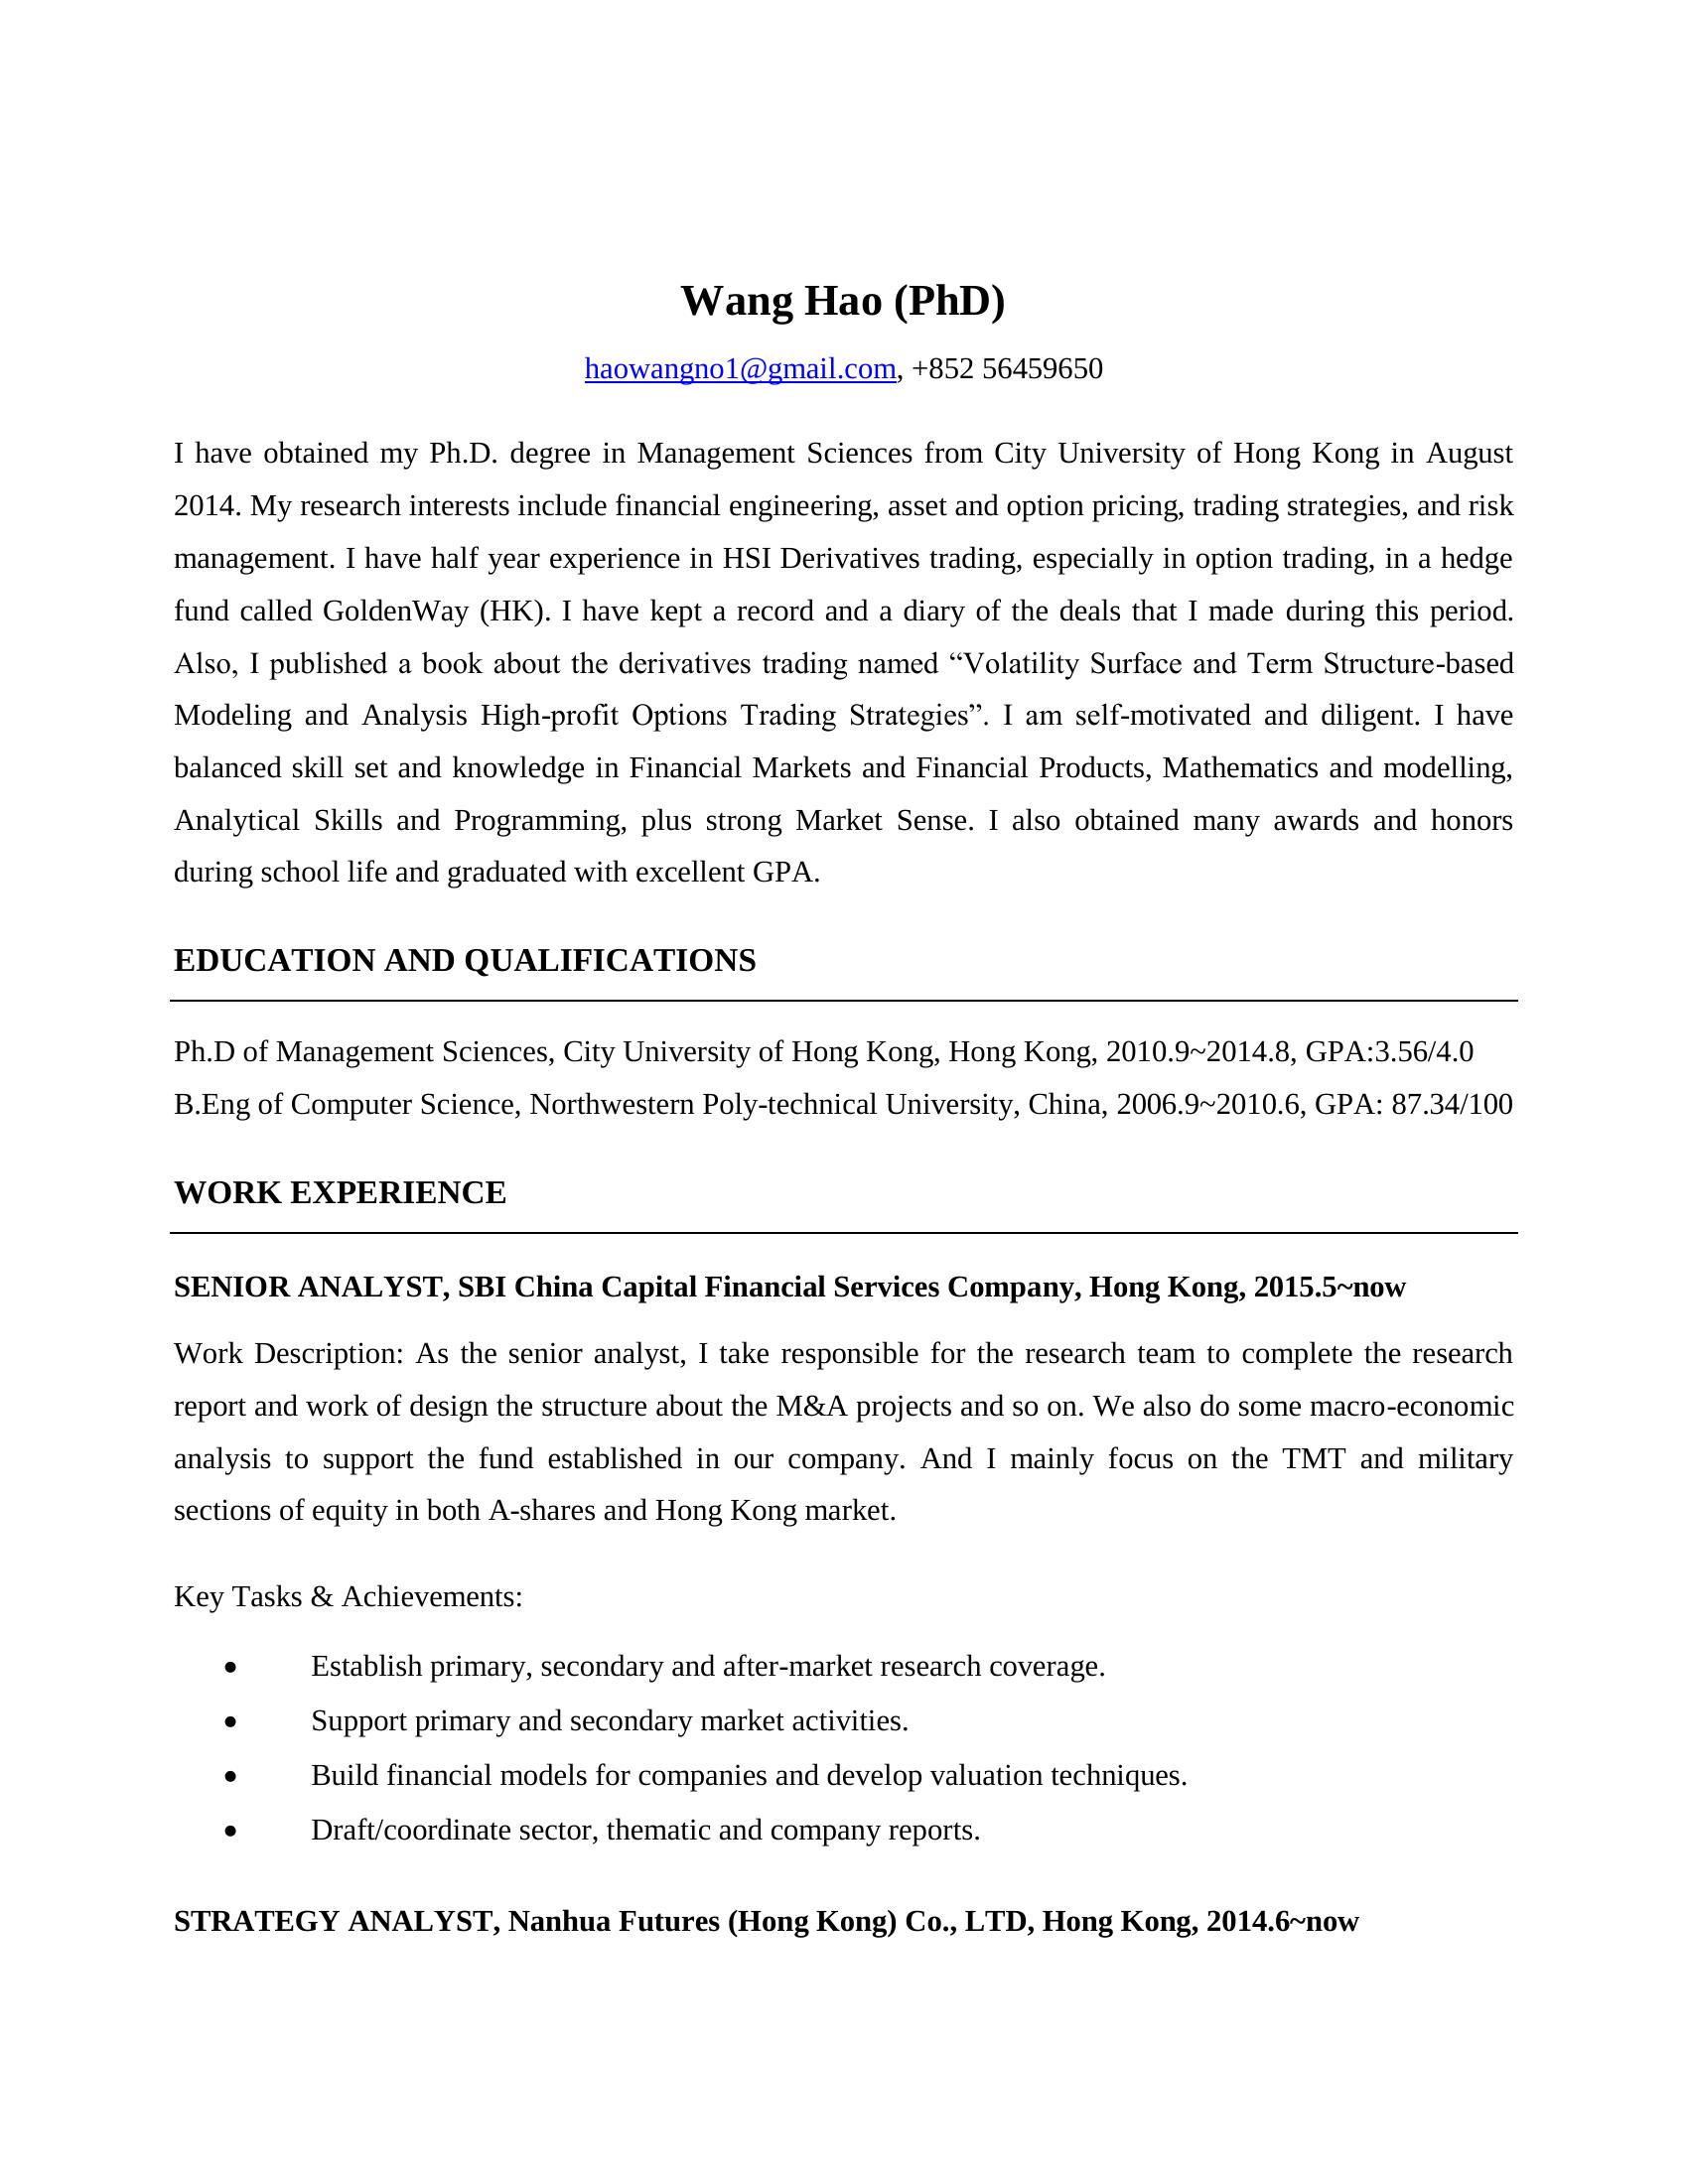 Wang Hao (PhD)
haowangno1@gmail.com, +852 56459650
I have obtained my Ph.D. degree in Management Sciences from City University of Hong Kong in August
2014. My research interests include financial engineering, asset and option pricing, trading strategies, and risk
management. I have half year experience in HSI Derivatives trading, especially in option trading, in a hedge
fund called GoldenWay (HK). I have kept a record and a diary of the deals that I made during this period.
Also, I published a book about the derivatives trading named “Volatility Surface and Term Structure-based
Modeling and Analysis High-profit Options Trading Strategies”. I am self-motivated and diligent. I have
balanced skill set and knowledge in Financial Markets and Financial Products, Mathematics and modelling,
Analytical Skills and Programming, plus strong Market Sense. I also obtained many awards and honors
during school life and graduated with excellent GPA.
EDUCATION AND QUALIFICATIONS
Ph.D of Management Sciences, City University of Hong Kong, Hong Kong, 2010.9~2014.8, GPA:3.56/4.0
B.Eng of Computer Science, Northwestern Poly-technical University, China, 2006.9~2010.6, GPA: 87.34/100
WORK EXPERIENCE
SENIOR ANALYST, SBI China Capital Financial Services Company, Hong Kong, 2015.5~now
Work Description: As the senior analyst, I take responsible for the research team to complete the research
report and work of design the structure about the M&A projects and so on. We also do some macro-economic
analysis to support the fund established in our company. And I mainly focus on the TMT and military
sections of equity in both A-shares and Hong Kong market.
Key Tasks & Achievements:
• Establish primary, secondary and after-market research coverage.
• Support primary and secondary market activities.
• Build financial models for companies and develop valuation techniques.
• Draft/coordinate sector, thematic and company reports.
STRATEGY ANALYST, Nanhua Futures (Hong Kong) Co., LTD, Hong Kong, 2014.6~now